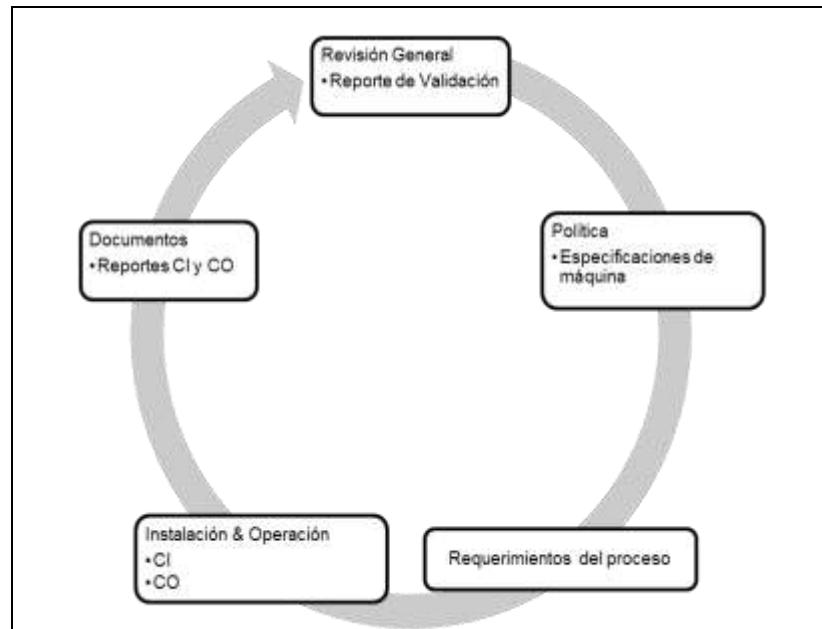 Revisión General
•Reporte de Validación
Política
•Especificaciones de
máquina
Requerimientos del proceso
Instalación & Operación
•CI
•CO
Documentos
•Reportes CI y CO